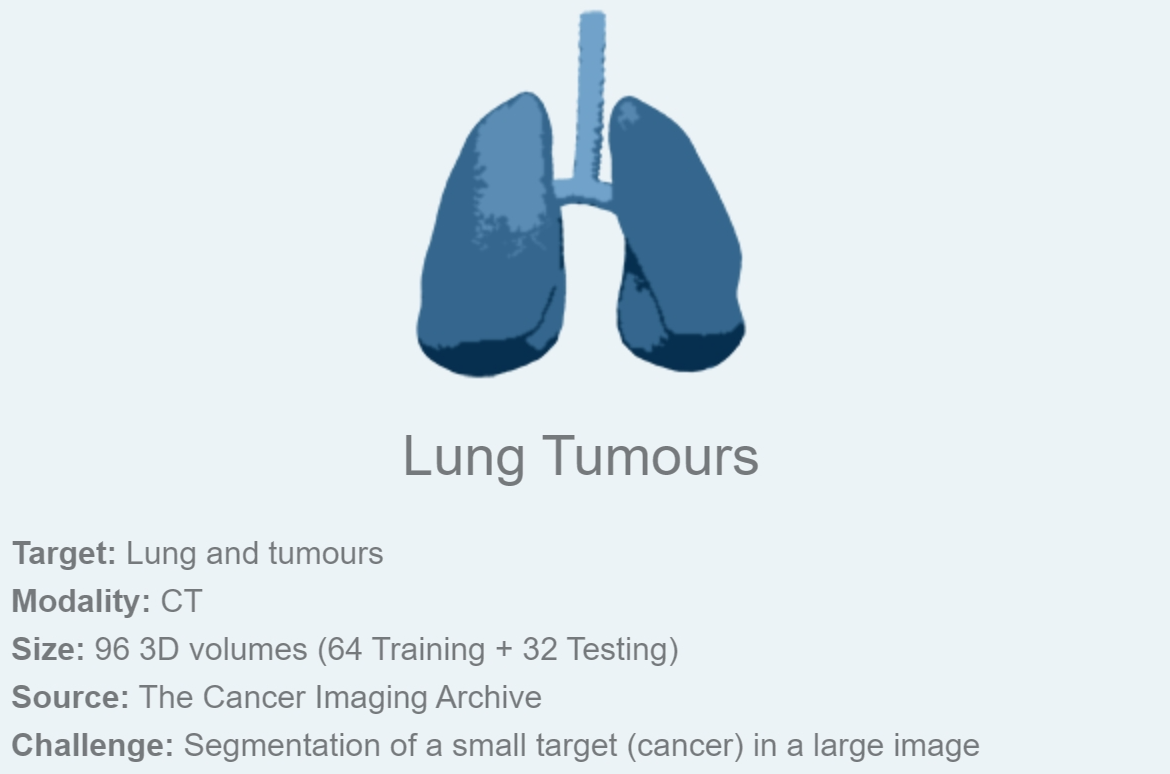 Lung Tumours
Target: Lung and tumours
Modality: CT
Size: 96 3D volumes (64 Training + 32 Testing)
Source: The Cancer Imaging Archive
Challenge: Segmentation of a small target (cancer) in a large image